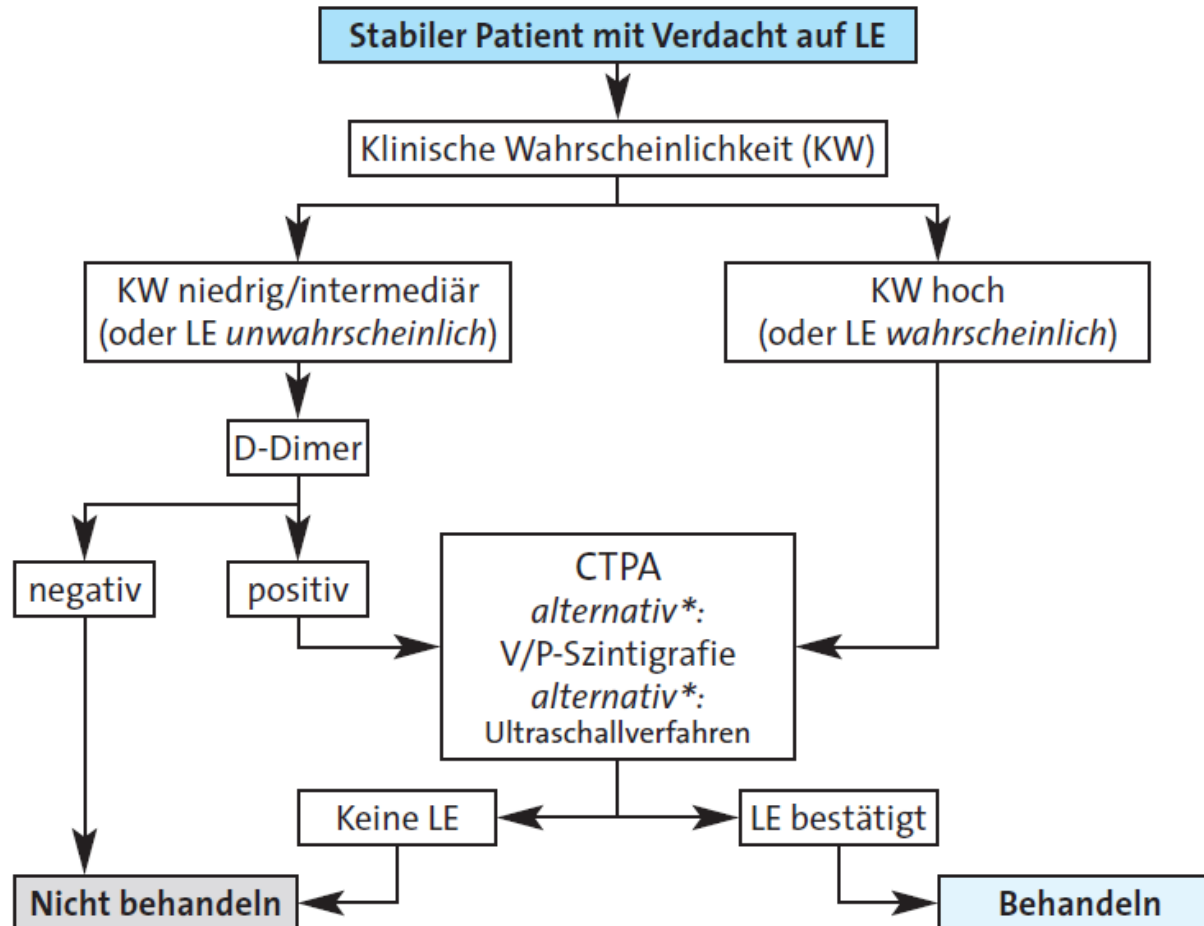 Stabiler Patient mit Verdacht auf LE
Klinische Wahrscheinlichkeit (KW)
KW niedrig/intermediär
(oder LE unwahrscheinlich)
KW hoch
(oder LE wahrscheinlich)
D-Dimer
negativ
positiv
CTPA
alternativ*:
V/P-Szintigrafie
alternativ*:
Ultraschallverfahren
Keine LE
LE bestätigt
Nicht behandeln
Behandeln